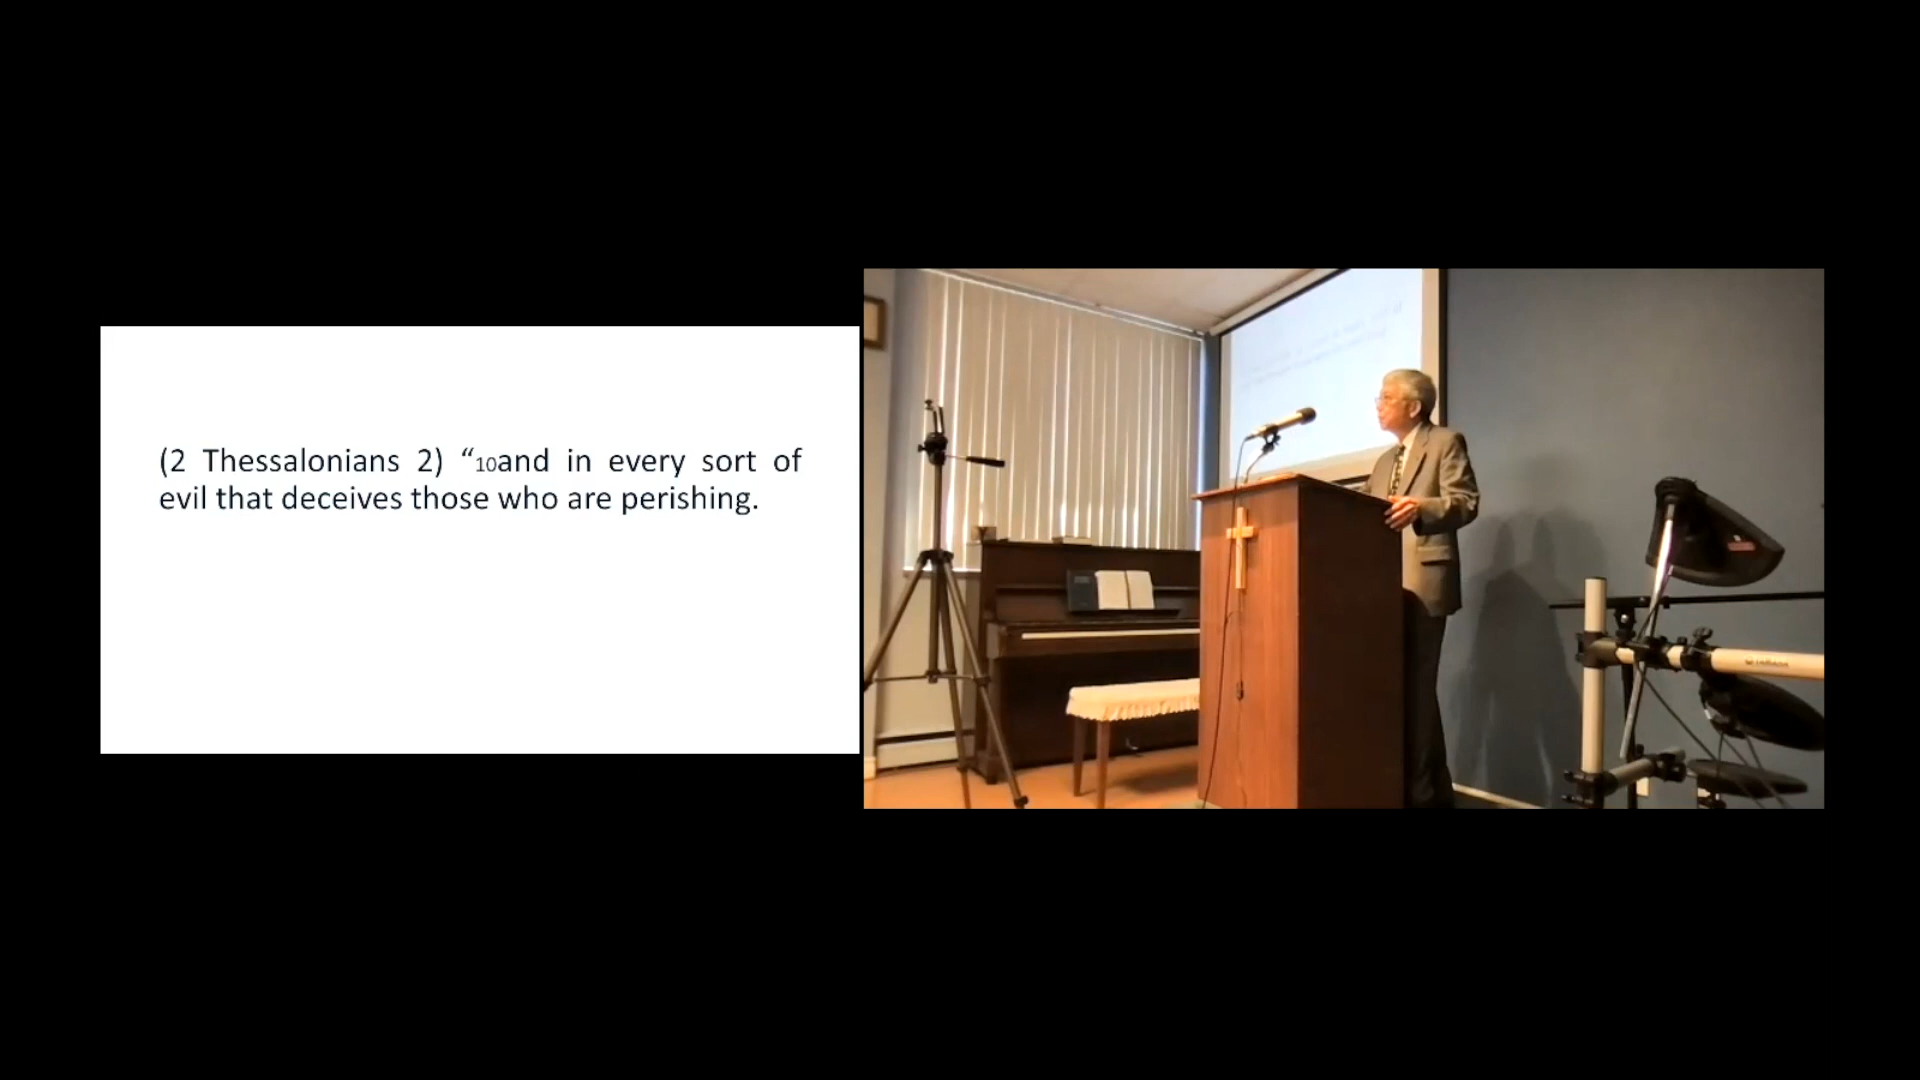 (2 Thessalonians 2) “10and in every sort of
evil that deceives those who are perishing.